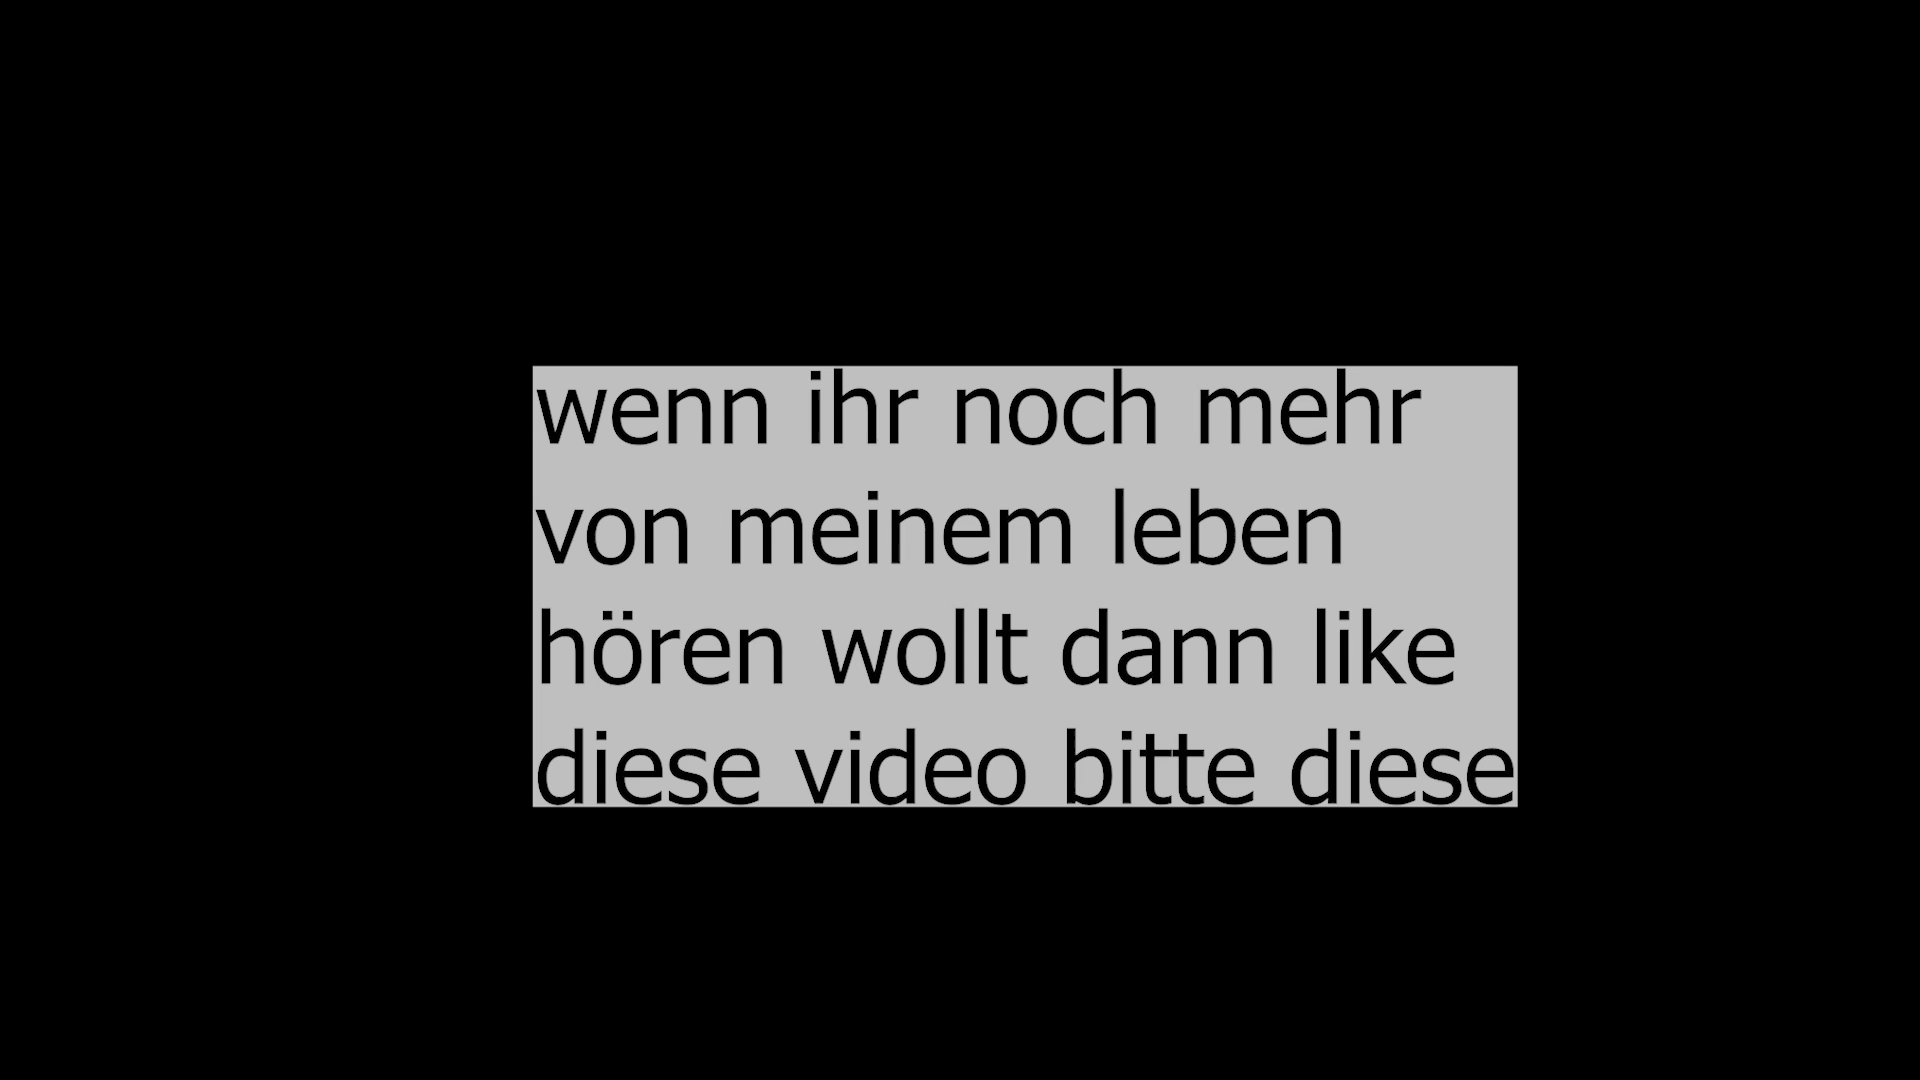 wenn ihr noch mehr
von meinem leben
hören wollt dann like
diese video bitte diese